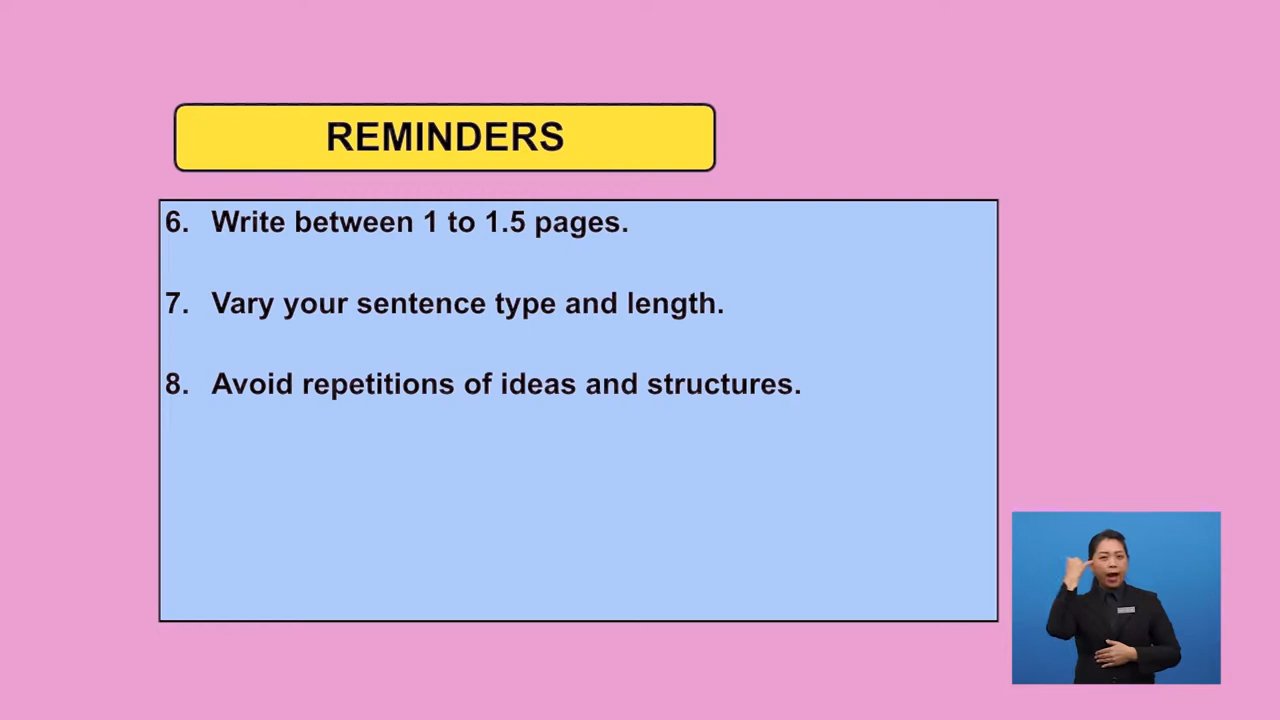 REMINDERS
6. Write between 1 to 1.5 pages.
7. Vary your sentence type and length.
8. Avoid repetitions of ideas and structures.